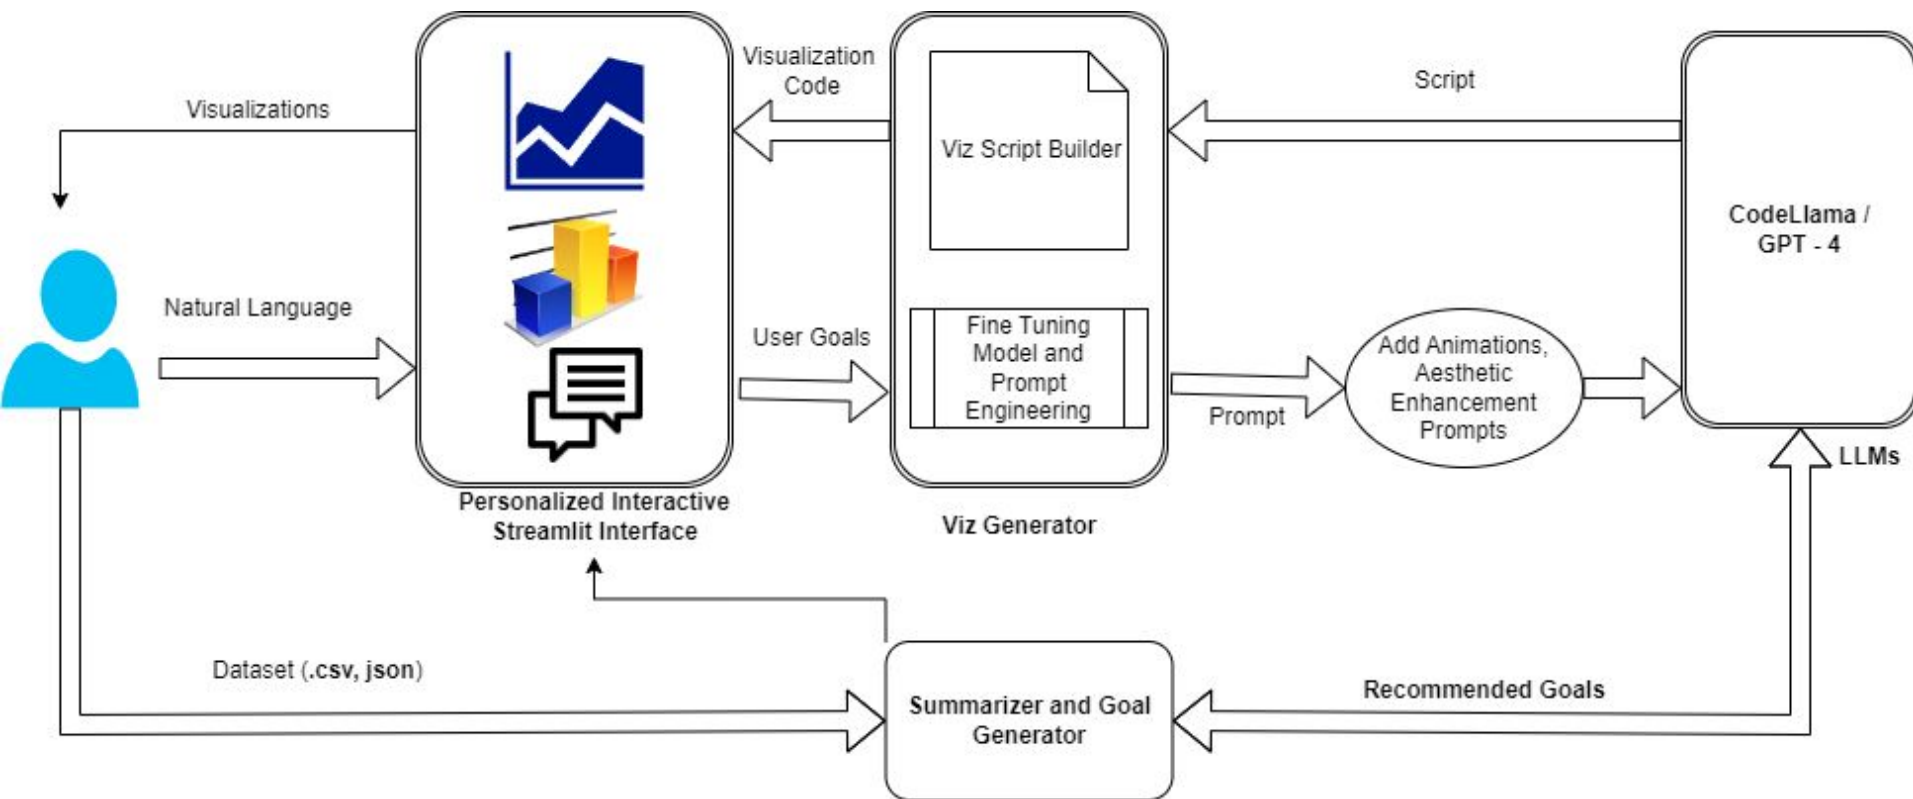 Visualizations
Natural Language
Personalized Interactive
Streamlit Interface
Visualization
Code
User Goals
Viz Script Builder
Fine Tuning
Model and
Prompt
Engineering
Viz Generator
Script
Prompt
Add Animations,
Aesthetic
Enhancement
Prompts
CodeLlama /
GPT - 4
LLMs
Dataset (.csv, json)
Summarizer and Goal
Generator
Recommended Goals